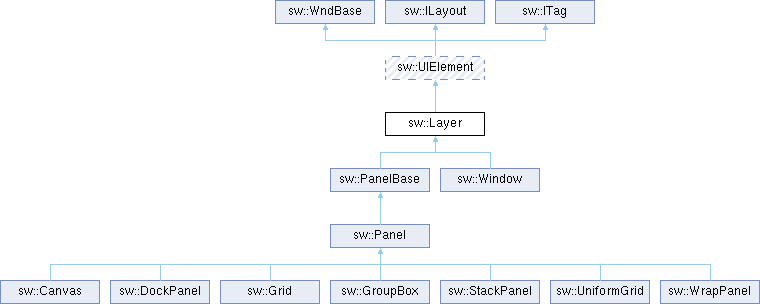 sw::WndBase
sw::ILayout
sw::ITag
sw::UIElement
sw::Layer
sw::PanelBase
sw::Window
sw::Panel
sw::Canvas
sw::DockPanel
sw::Grid
sw::GroupBox
sw::StackPanel
sw::UniformGrid
sw::WrapPanel